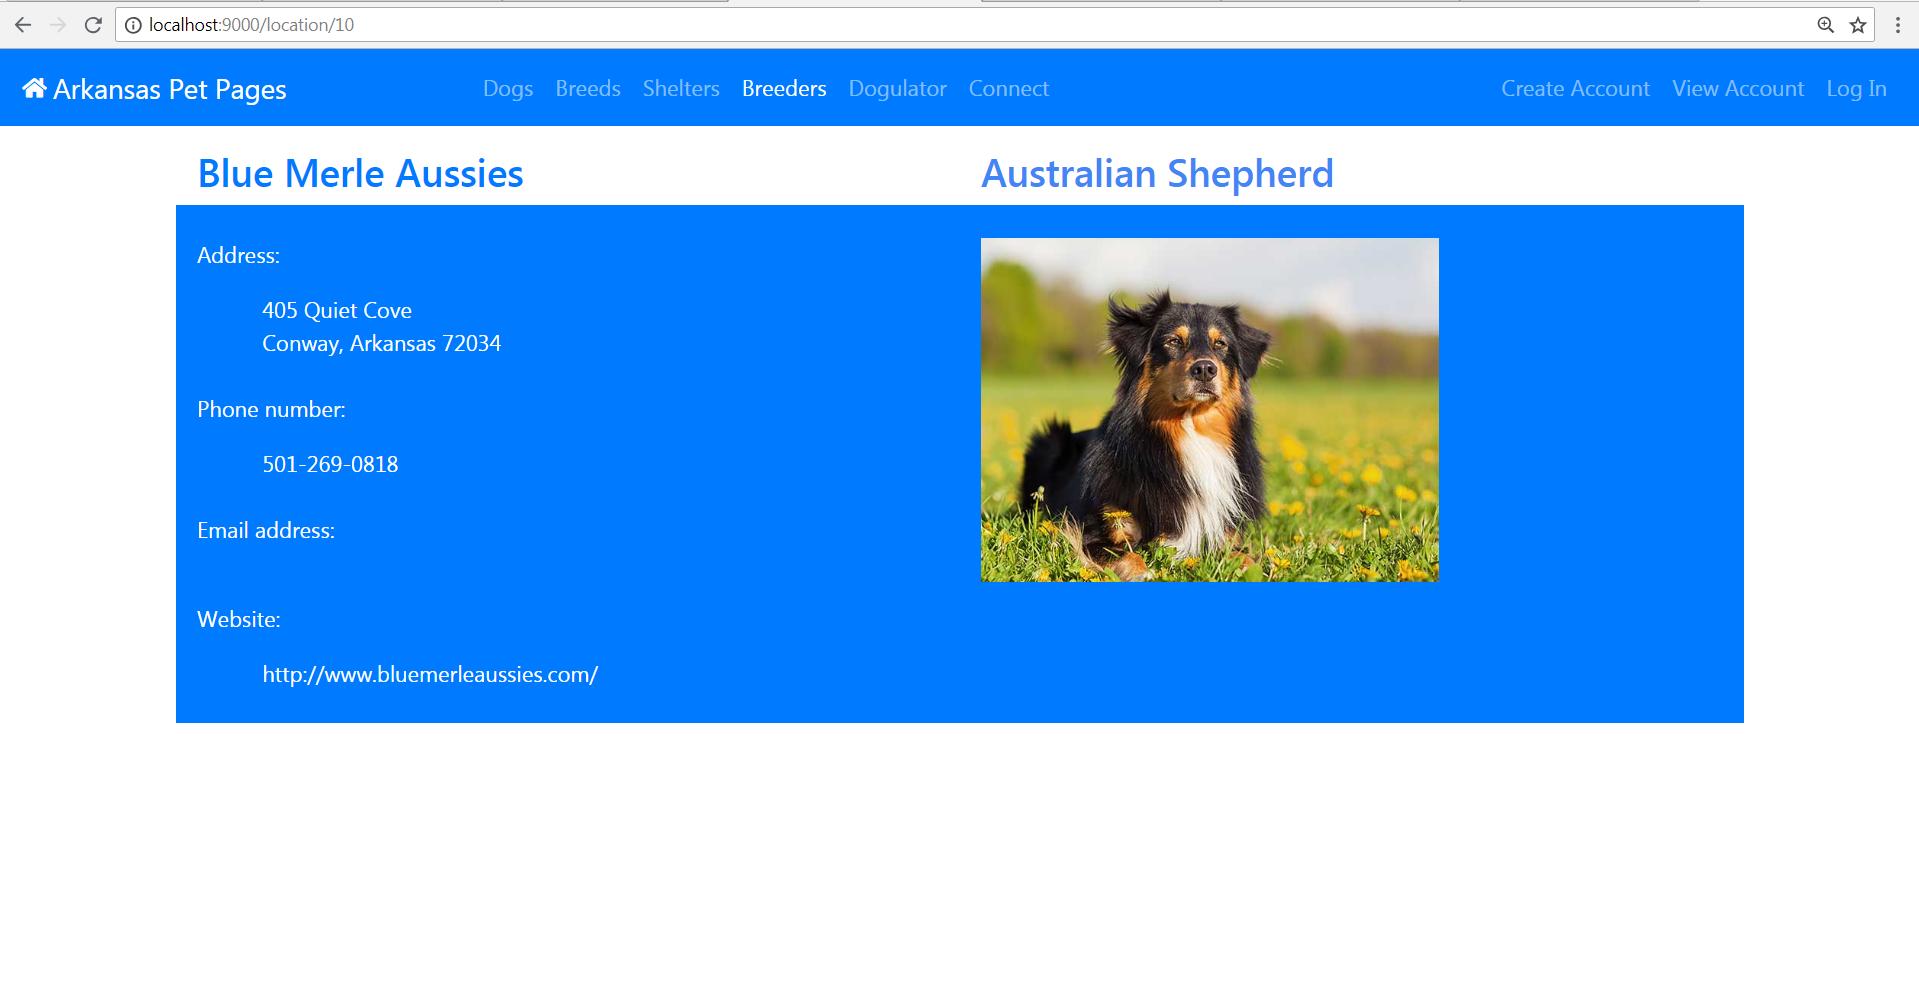 localhost:9000/location/10
Arkansas Pet Pages Dogs Breeds Shelters Breeders Dogulator Connect Create Account View Account Log In
Blue Merle Aussies
Address:
405 Quiet Cove
Conway, Arkansas 72034
Phone number:
501-269-0818
Email address:
Website:
http://www.bluemerleaussies.com/
Australian Shepherd